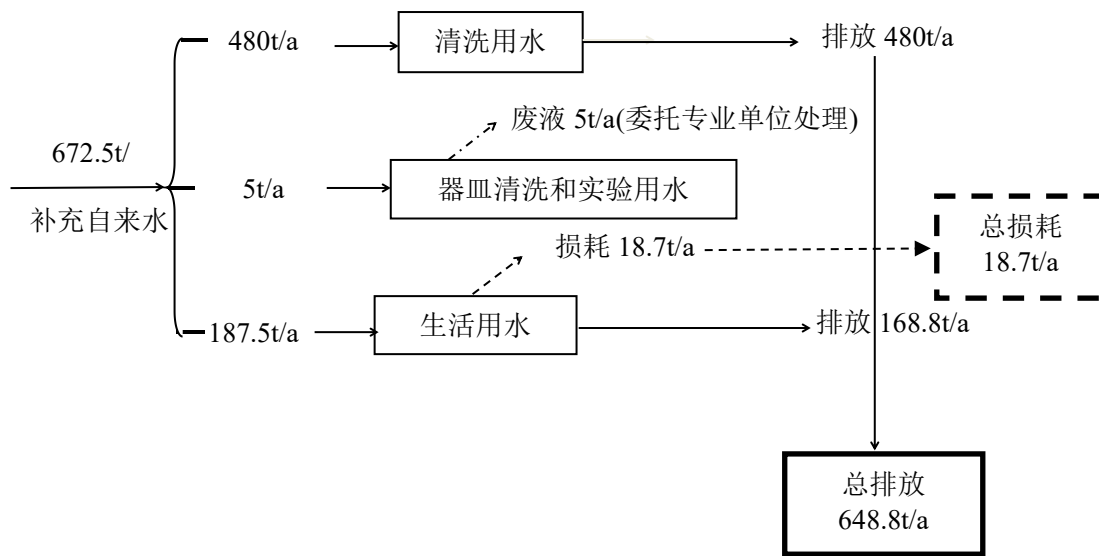 480t/a
清洗用水
排放 480t/a
废液 5t/a(委托专业单位处理)
672.5t/
补充自来水
5t/a
器皿清洗和实验用水
损耗 18.7t/a
总损耗
18.7t/a
187.5t/a
生活用水
排放 168.8t/a
总排放
648.8t/a